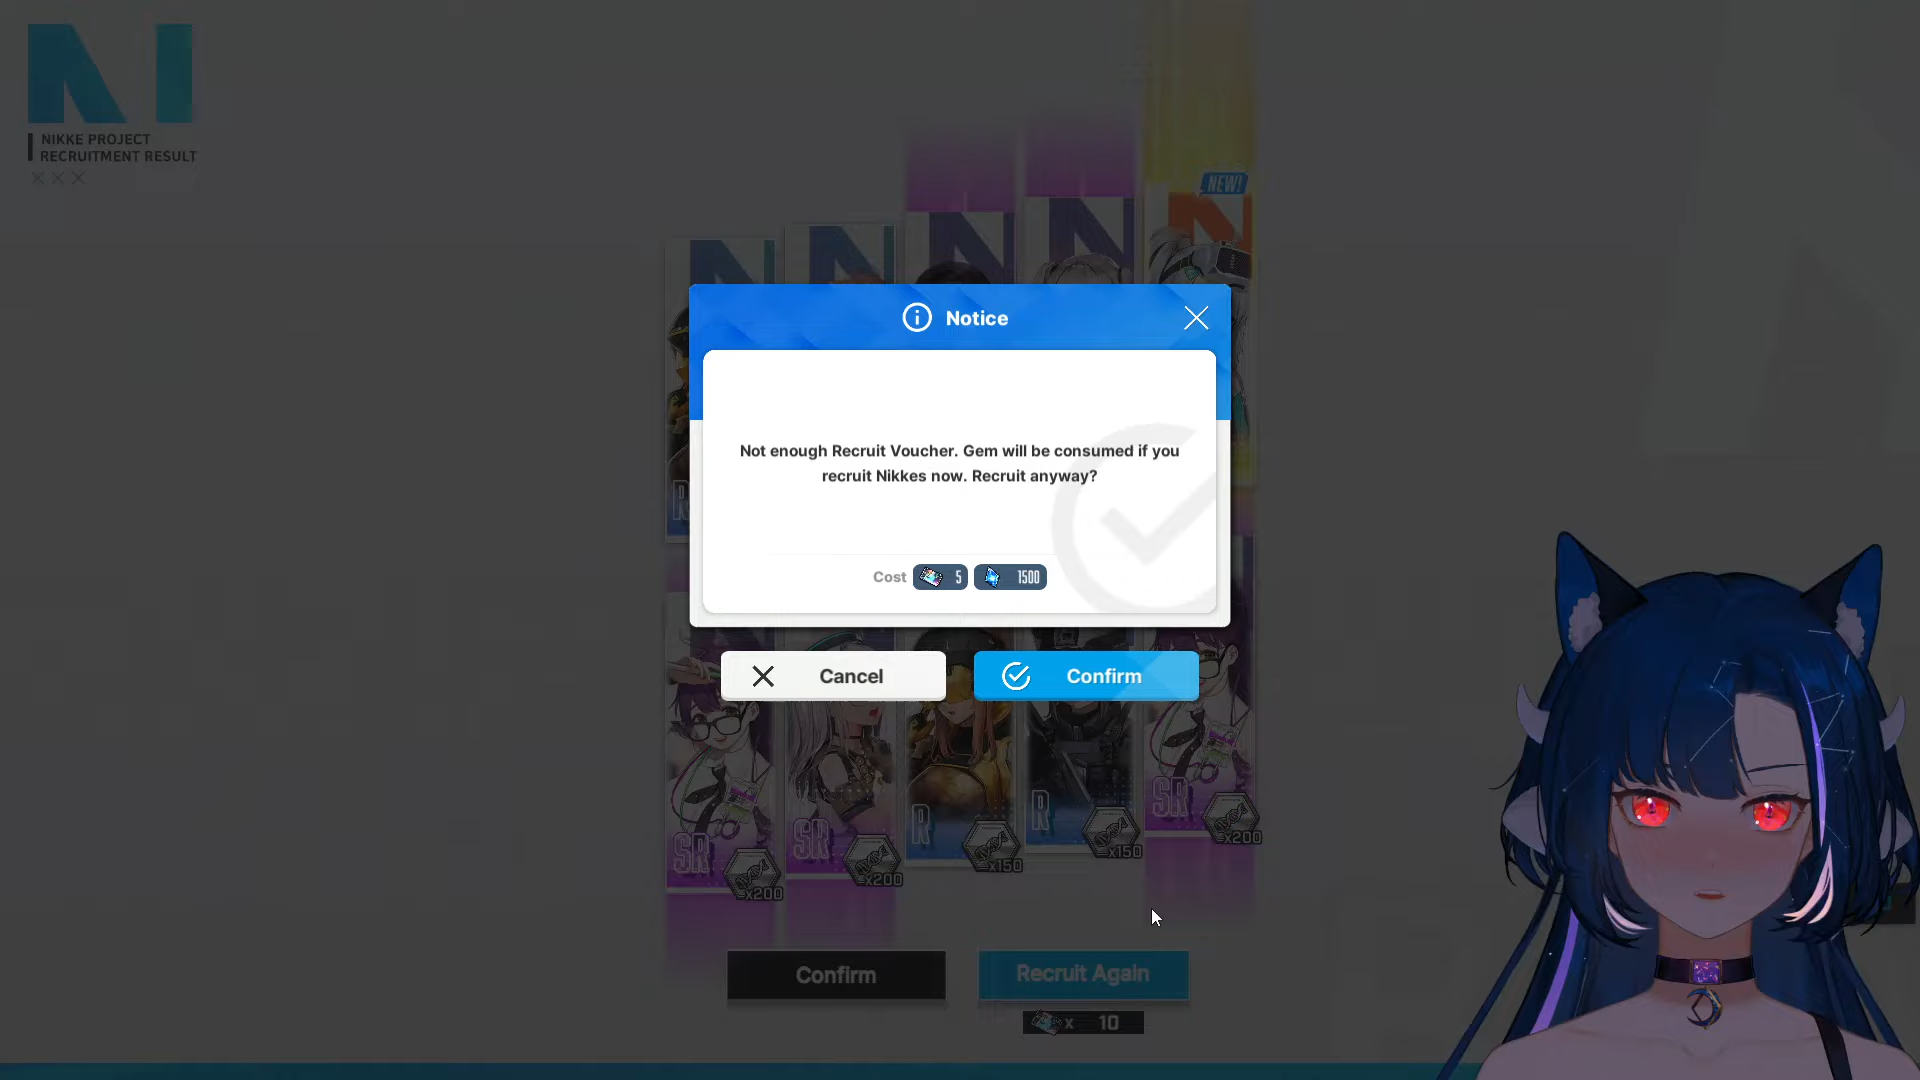 NIKKE PROJECT
RECRUITMENT RESULT
NEW!
Notice
Not enough Recruit Voucher. Gem will be consumed if you
recruit Nikkes now. Recruit anyway?
Cost 5 1500
Cancel Confirm
R
SR SR R R SR
x200 x200 x150 x150 x200
Confirm Recruit Again
x 10